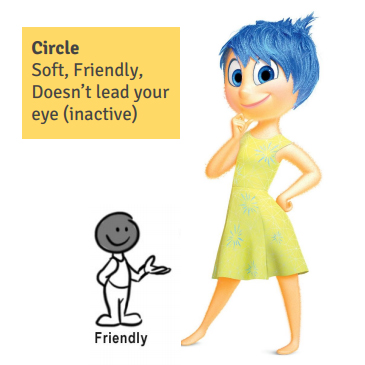 Circle
Soft, Friendly,
Doesn’t lead your
eye (inactive)
Friendly